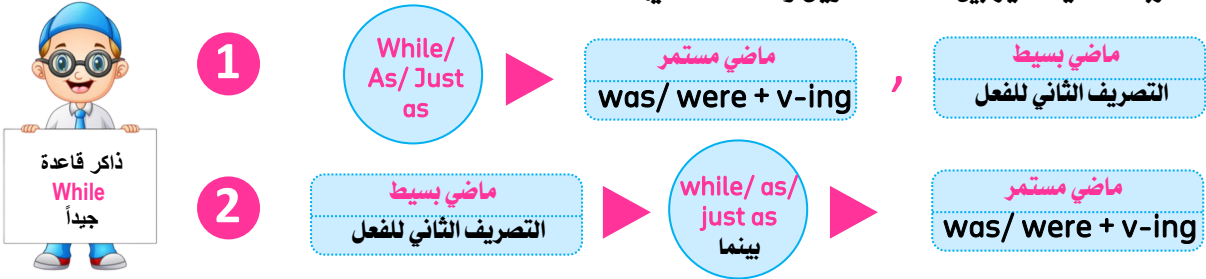 1
While/
As/ Just
as
ماضي مستمر
was/ were + v-ing
,
ماضي بسيط
التصريف الثاني للفعل
ذاكر قاعدة
While
جيداً
2
ماضي بسيط
التصريف الثاني للفعل
while/ as/
just as
بينما
ماضي مستمر
was/ were + v-ing